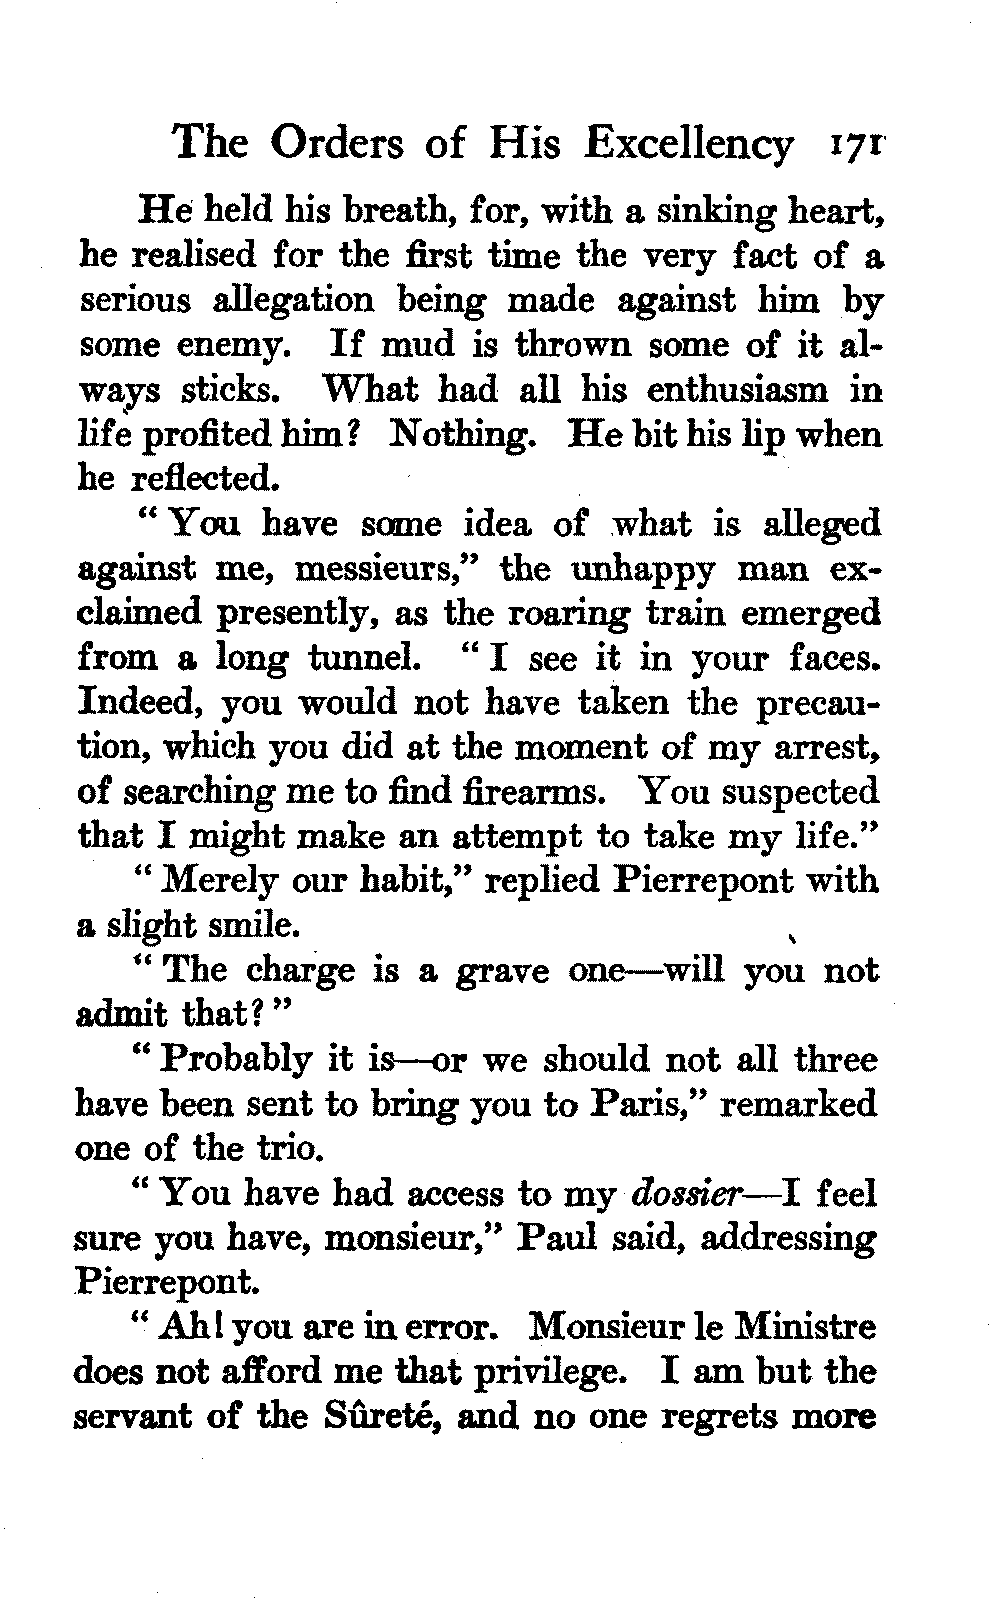 The Orders of His Excellency 171
He held his breath, for, with a sinking heart,
he realised for the first time the very fact of a
serious allegation being made against him by
some enemy. If mud is thrown some of it al-
ways sticks. What had all his enthusiasm in
life profited him? Nothing. He bit his lip when
he reflected.
“ You have some idea of what is alleged
against me, messieurs,” the unhappy man ex-
claimed presently, as the roaring train emerged
from a long tunnel. “ I see it in your faces.
Indeed, you would not have taken the precau-
tion, which you did at the moment of my arrest,
of searching me to find firearms. You suspected
that I might make an attempt to take my life.”
“ Merely our habit,” replied Pierrepont with
a slight smile.
“ The charge is a grave one—will you not
admit that? ”
“ Probably it is—or we should not all three
have been sent to bring you to Paris,” remarked
one of the trio.
“ You have had access to my dossier—I feel
sure you have, monsieur,” Paul said, addressing
Pierrepont.
“ Ah! you are in error. Monsieur le Ministre
does not afford me that privilege. I am but the
servant of the Sûreté, and no one regrets more